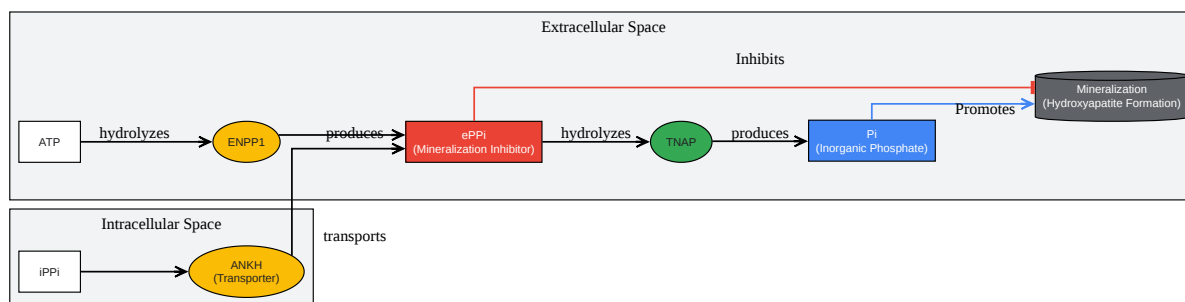 Extracellular Space
Inhibits
Mineralization
(Hydroxyapatite Formation)
Promotes
ATP
hydrolyzes
ENPP1
produces
ePPi
(Mineralization Inhibitor)
hydrolyzes
TNAP
produces
Pi
(Inorganic Phosphate)
Intracellular Space
transports
iPPi
ANKH
(Transporter)